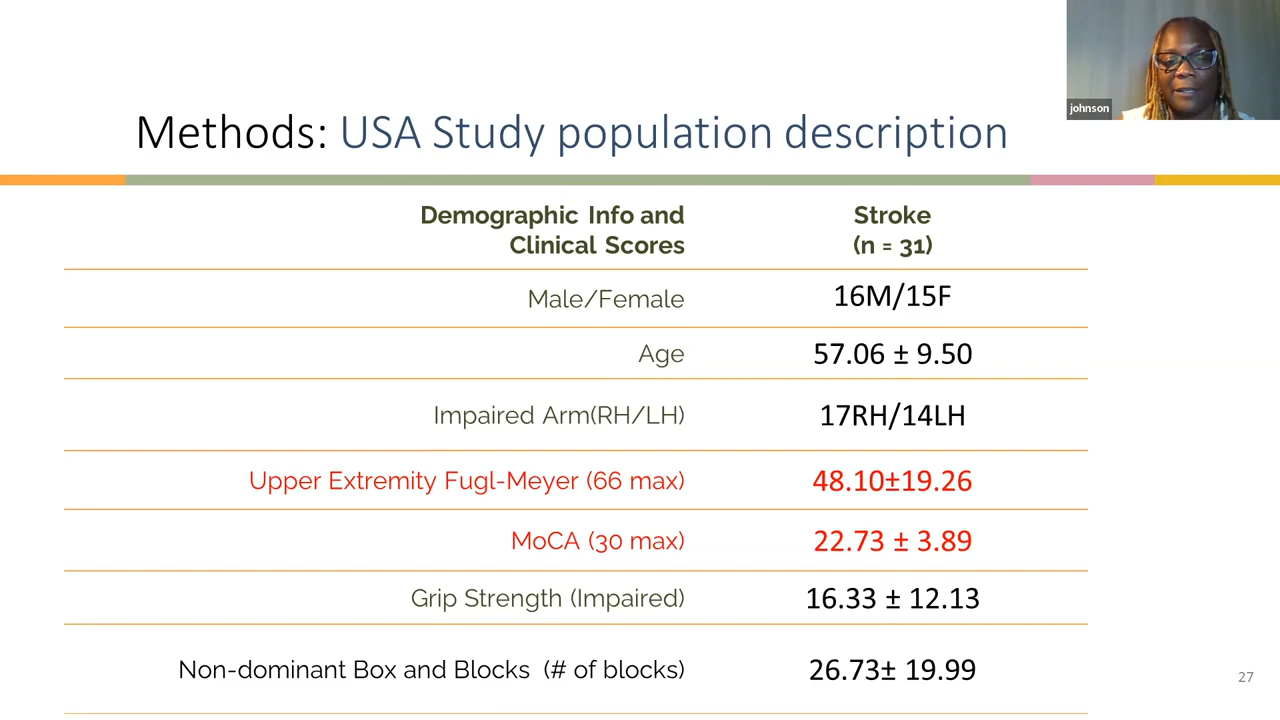 johnson
Methods: USA Study population description
Demographic Info and
Clinical Scores
Stroke
(n = 31)
Male/Female 16M/15F
Age 57.06 ± 9.50
Impaired Arm(RH/LH) 17RH/14LH
Upper Extremity Fugl-Meyer (66 max) 48.10±19.26
MoCA (30 max) 22.73 ± 3.89
Grip Strength (Impaired) 16.33 ± 12.13
Non-dominant Box and Blocks (# of blocks) 26.73± 19.99
27